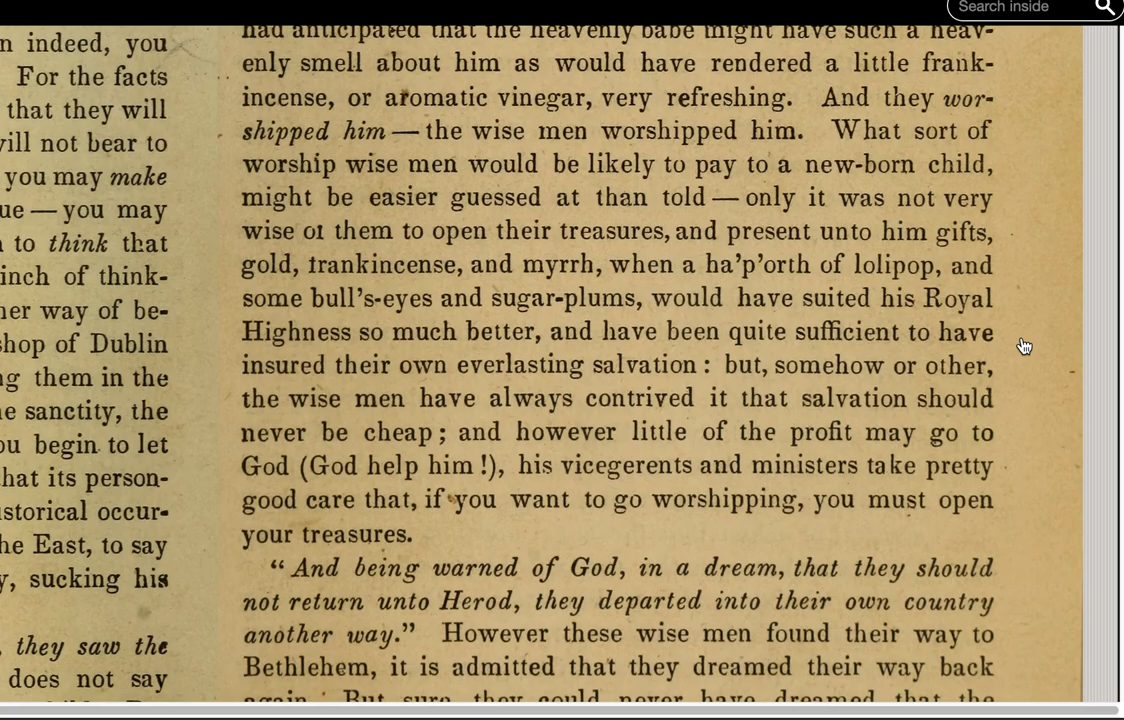 Search inside
n indeed, you
For the facts
that they will
vill not bear to
you may make
ue — you may
to think that
inch of think-
ner way of be-
shop of Dublin
ng them in the
e sanctity, the
ou begin to let
hat its person-
istorical occur-
he East, to say
y, sucking his
they saw the
does not say
had anticipated that the heavenly babe might have such a heav-
enly smell about him as would have rendered a little frank-
incense, or aromatic vinegar, very refreshing. And they wor-
shipped him — the wise men worshipped him. What sort of
worship wise men would be likely to pay to a new-born child,
might be easier guessed at than told — only it was not very
wise of them to open their treasures, and present unto him gifts,
gold, frankincense, and myrrh, when a ha'p'orth of lolipop, and
some bull's-eyes and sugar-plums, would have suited his Royal
Highness so much better, and have been quite sufficient to have
insured their own everlasting salvation : but, somehow or other,
the wise men have always contrived it that salvation should
never be cheap ; and however little of the profit may go to
God (God help him !), his vicegerents and ministers take pretty
good care that, if you want to go worshipping, you must open
your treasures.
"And being warned of God, in a dream, that they should
not return unto Herod, they departed into their own country
another way." However these wise men found their way to
Bethlehem, it is admitted that they dreamed their way back
again. But sure, they could never have dreamed that the